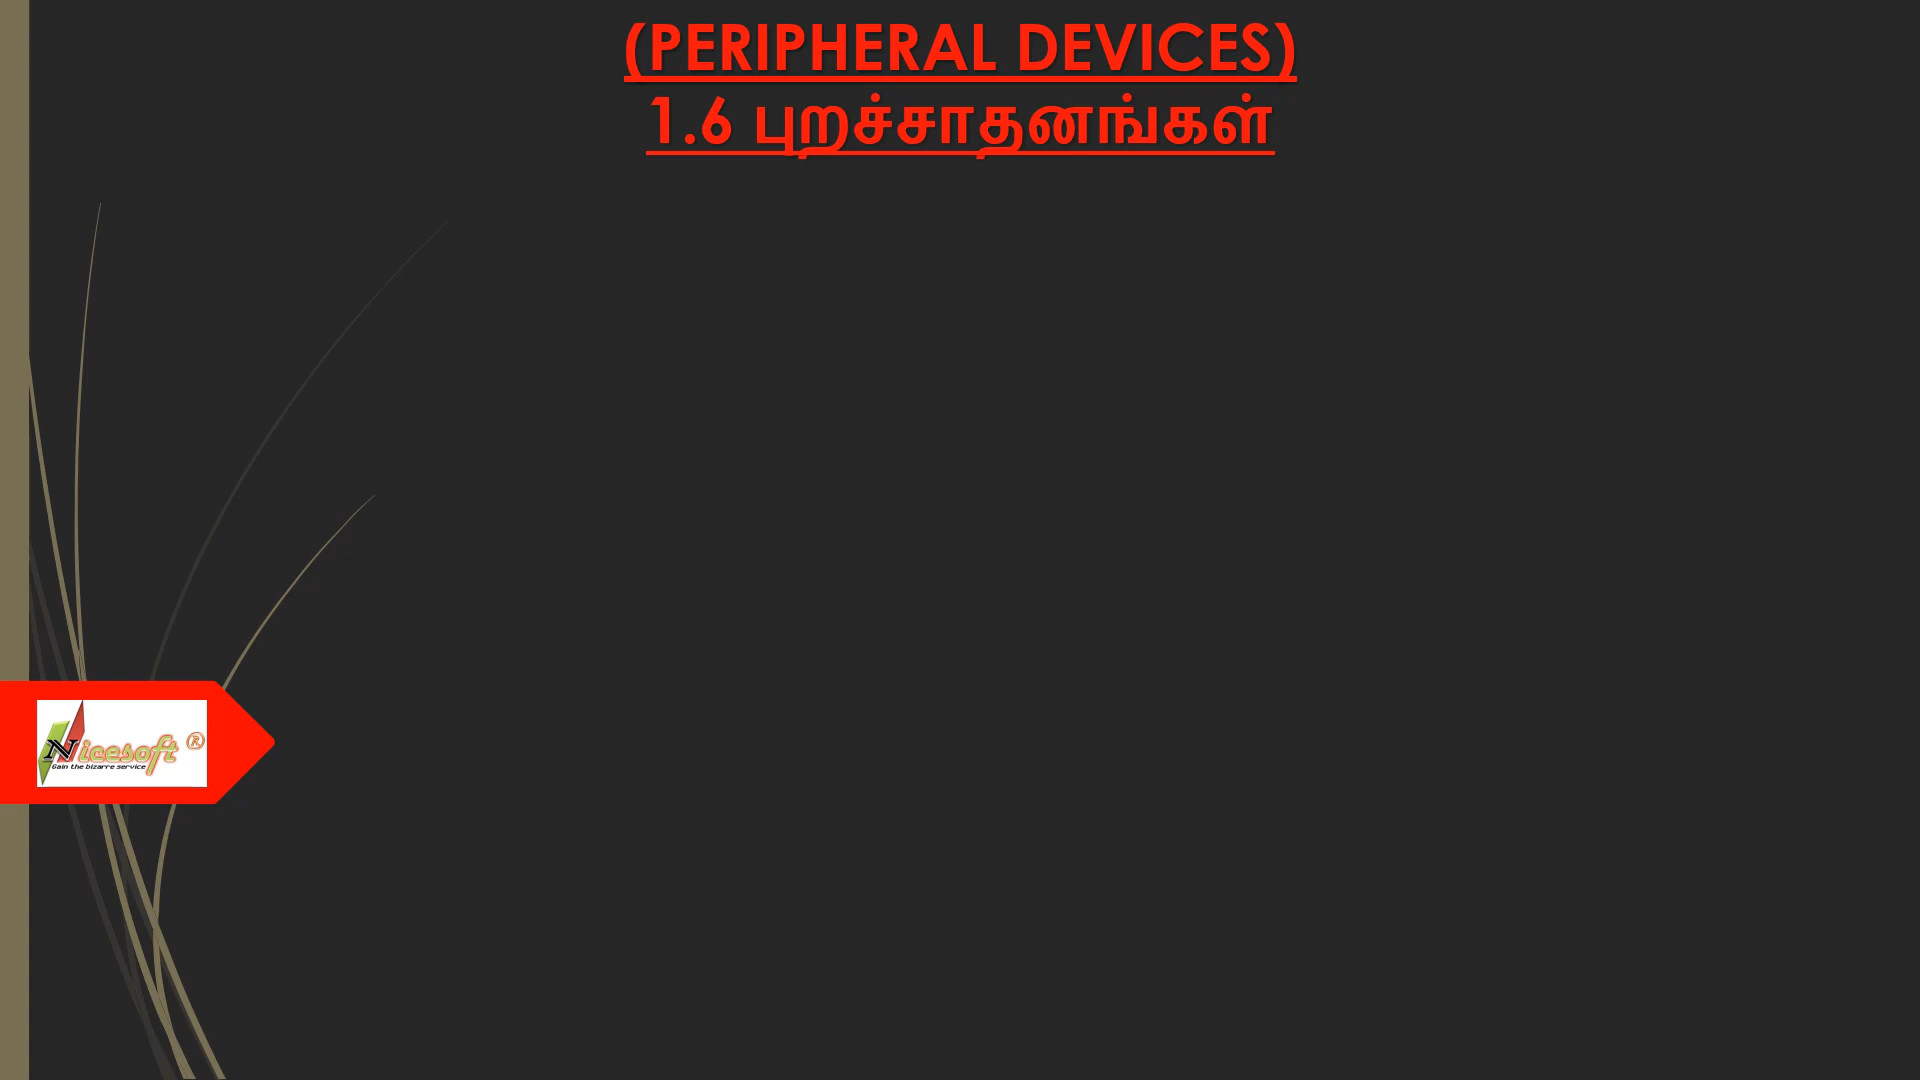 (PERIPHERAL DEVICES)
1.6 புறச்சாதனங்கள்
Nicesoft ®
Gain the bizarre service